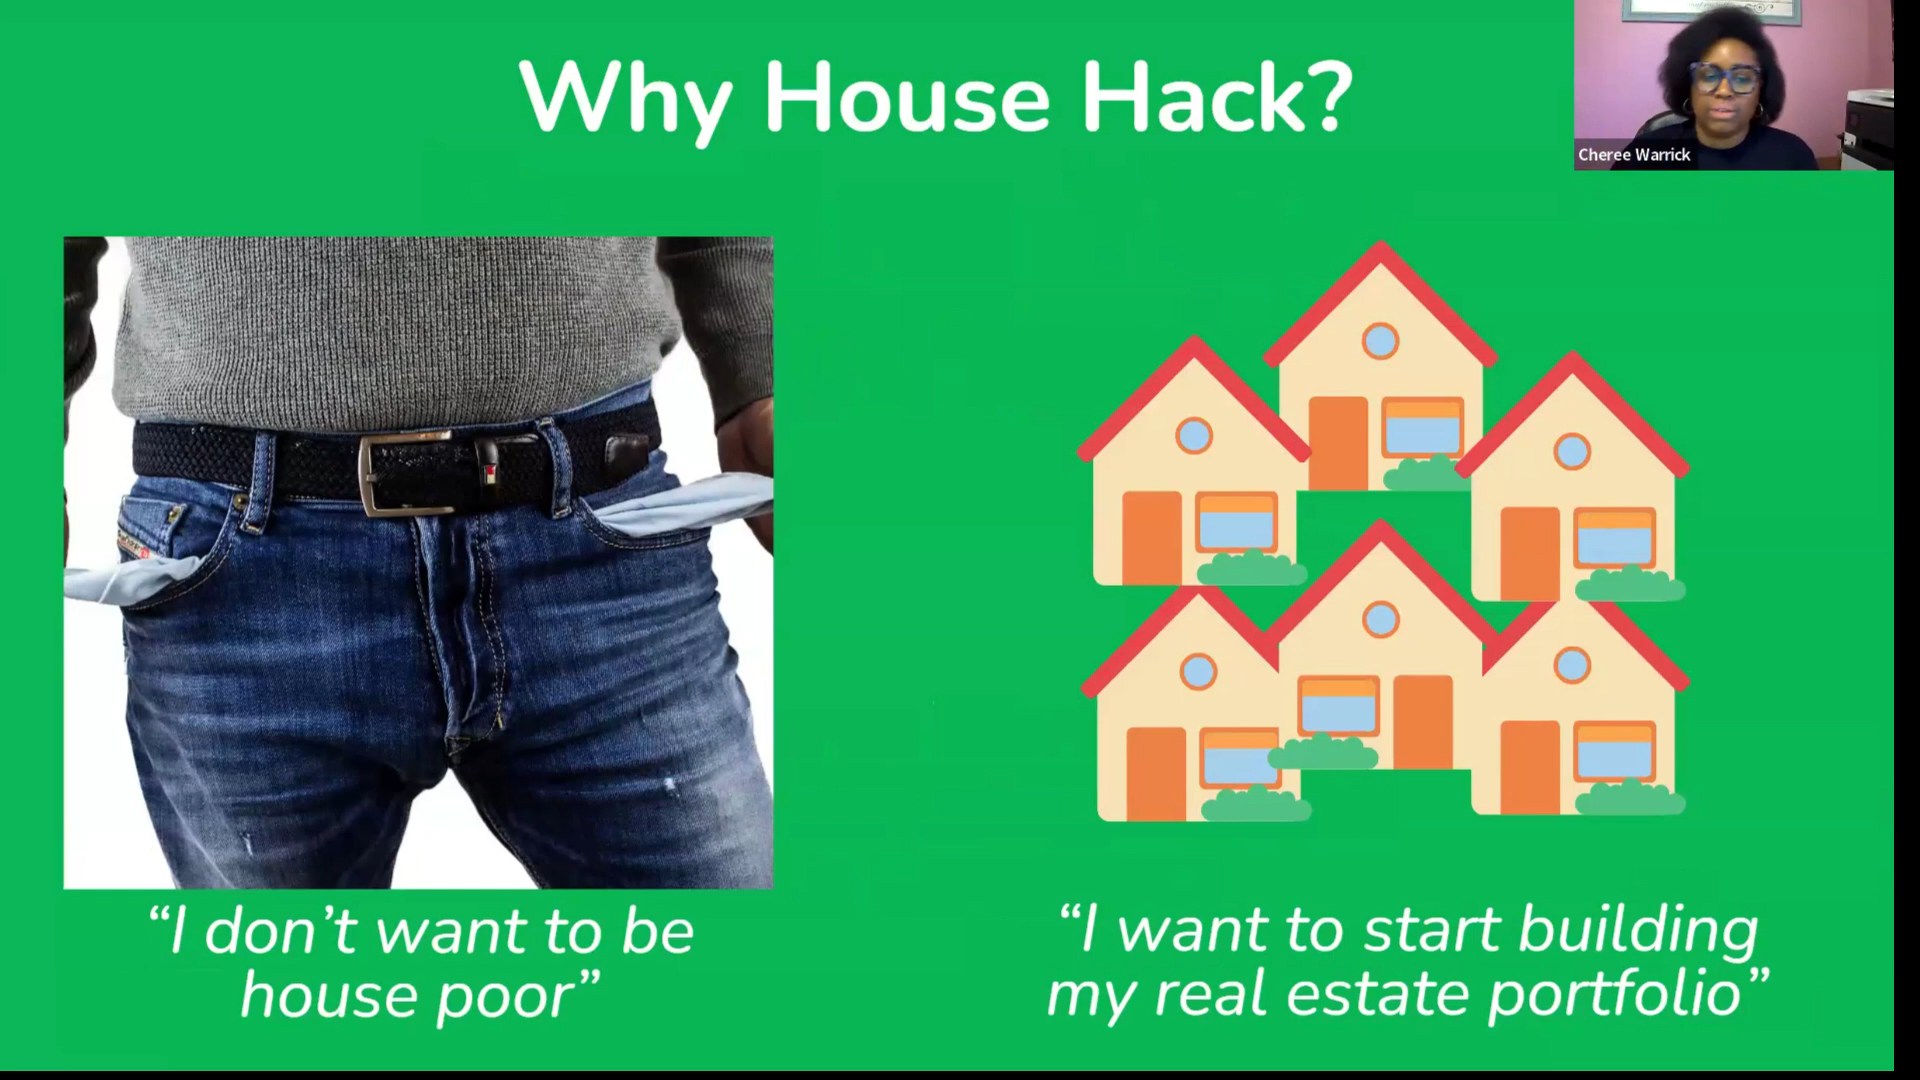 Why House Hack?
Cheree Warrick
“I don’t want to be
house poor”
“I want to start building
my real estate portfolio”